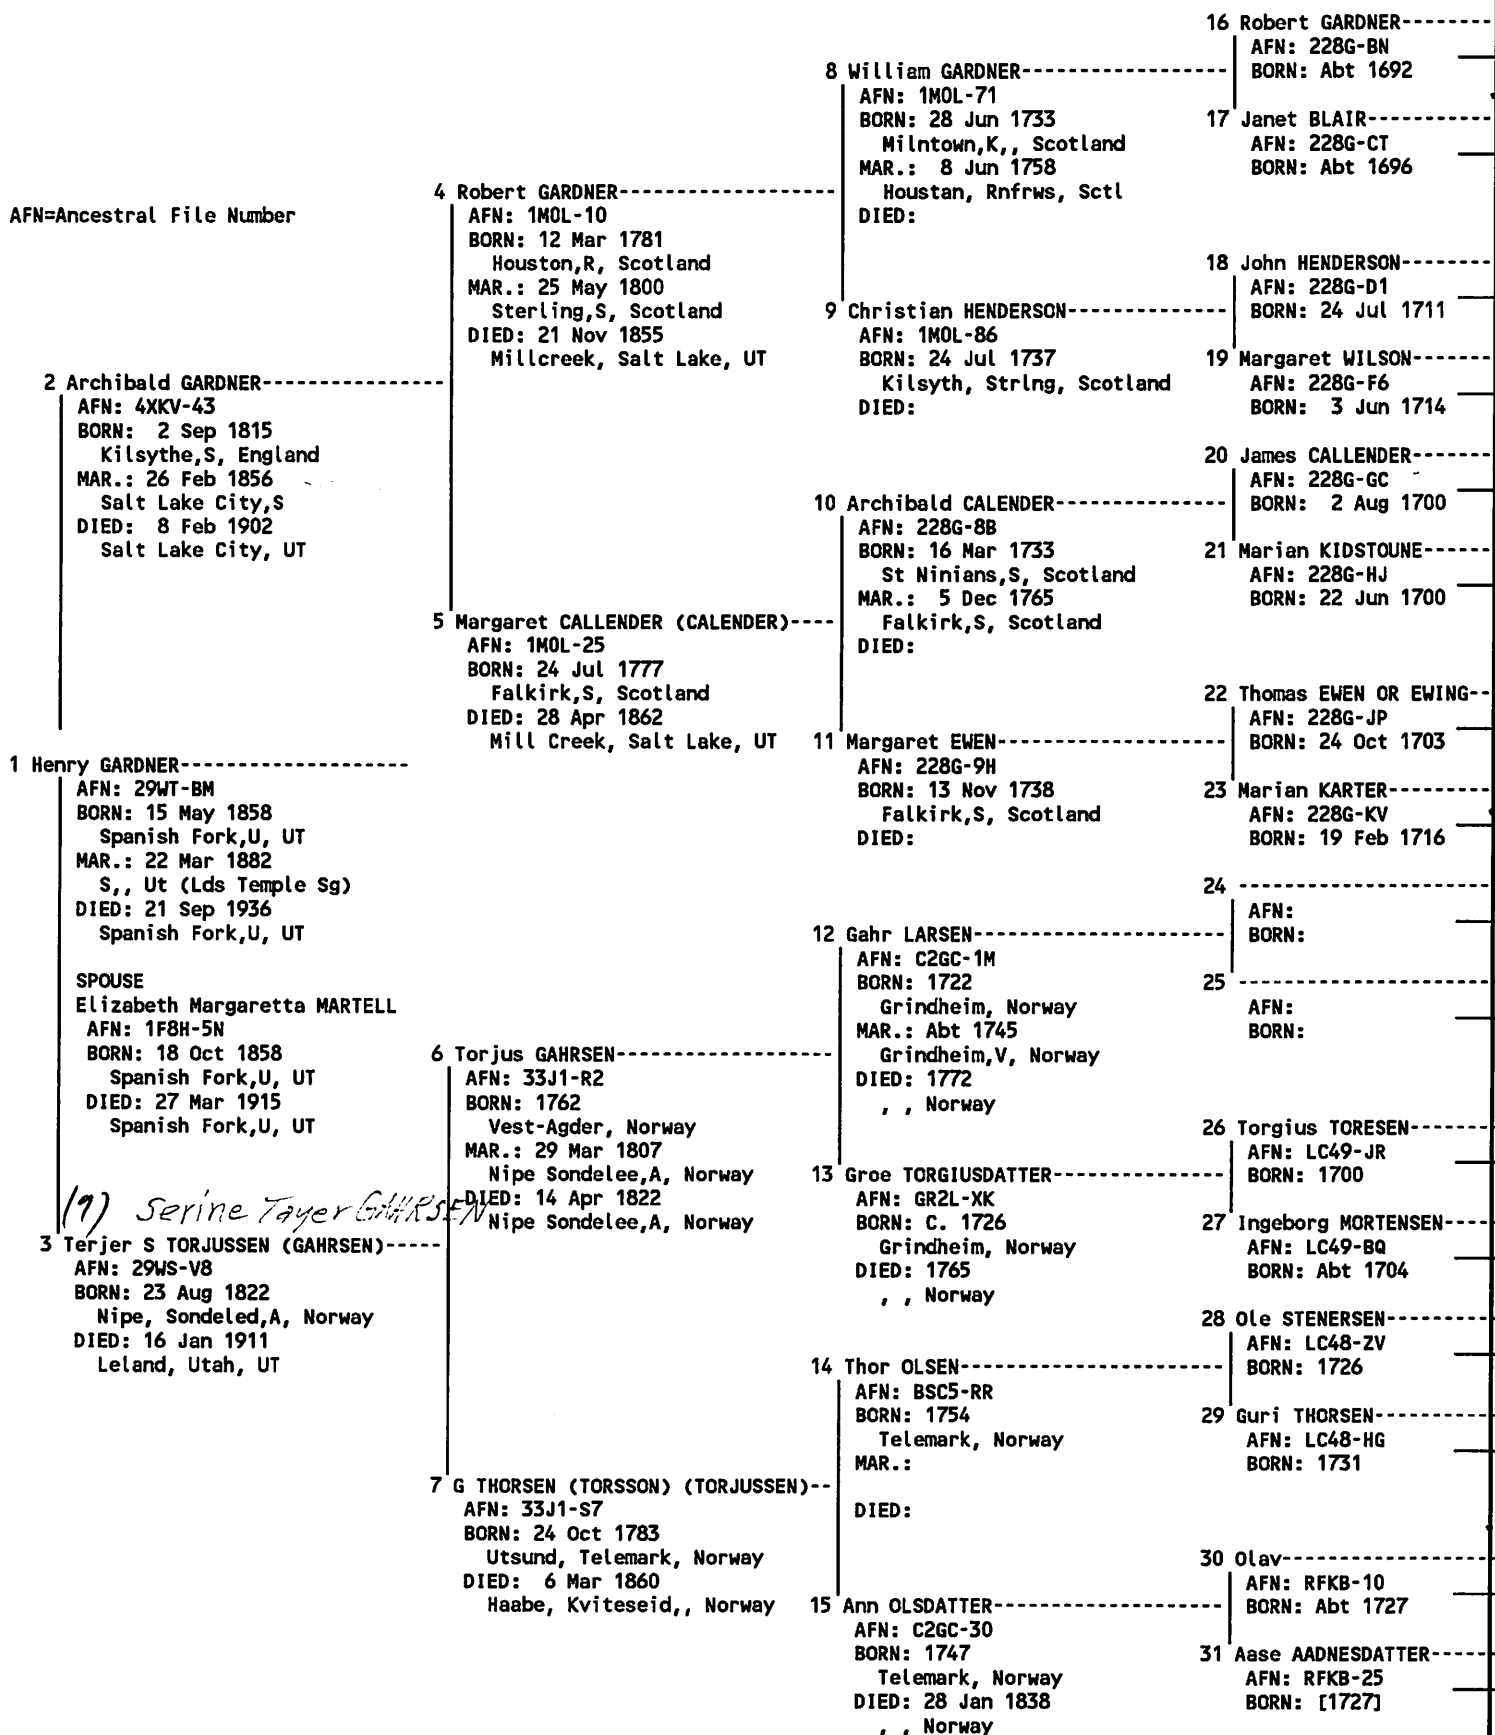 AFN=Ancestral File Number
1 Henry GARDNER-------------------
AFN: 29WT-BM
BORN: 15 May 1858
Spanish Fork,U, UT
MAR.: 22 Mar 1882
S,, Ut (Lds Temple Sg)
DIED: 21 Sep 1936
Spanish Fork,U, UT
SPOUSE
Elizabeth Margaretta MARTELL
AFN: 1F8H-5N
BORN: 18 Oct 1858
Spanish Fork,U, UT
DIED: 27 Mar 1915
Spanish Fork,U, UT
2 Archibald GARDNER---------------
AFN: 4XKV-43
BORN: 2 Sep 1815
Kilsythe,S, England
MAR.: 26 Feb 1856
Salt Lake City,S
DIED: 8 Feb 1902
Salt Lake City, UT
(9) Serine Tayer GAHRSEN
3 Terjer S TORJUSSEN (GAHRSEN)-----
AFN: 29WS-V8
BORN: 23 Aug 1822
Nipe, Sondeled,A, Norway
DIED: 16 Jan 1911
Leland, Utah, UT
4 Robert GARDNER------------------
AFN: 1M0L-10
BORN: 12 Mar 1781
Houston,R, Scotland
MAR.: 25 May 1800
Sterling,S, Scotland
DIED: 21 Nov 1855
Millcreek, Salt Lake, UT
5 Margaret CALLENDER (CALENDER)----
AFN: 1M0L-25
BORN: 24 Jul 1777
Falkirk,S, Scotland
DIED: 28 Apr 1862
Mill Creek, Salt Lake, UT
6 Torjus GAHRSEN------------------
AFN: 33J1-R2
BORN: 1762
Vest-Agder, Norway
MAR.: 29 Mar 1807
Nipe Sondelee,A, Norway
DIED: 14 Apr 1822
Nipe Sondelee,A, Norway
7 G THORSEN (TORSSON) (TORJUSSEN)--
AFN: 33J1-S7
BORN: 24 Oct 1783
Utsund, Telemark, Norway
DIED: 6 Mar 1860
Haabe, Kviteseid,, Norway
8 William GARDNER-----------------
AFN: 1M0L-71
BORN: 28 Jun 1733
Milntown,K,, Scotland
MAR.: 8 Jun 1758
Houstan, Rnfrws, Sctl
DIED:
9 Christian HENDERSON-------------
AFN: 1M0L-86
BORN: 24 Jul 1737
Kilsyth, Strlng, Scotland
DIED:
10 Archibald CALENDER--------------
AFN: 228G-8B
BORN: 16 Mar 1733
St Ninians,S, Scotland
MAR.: 5 Dec 1765
Falkirk,S, Scotland
DIED:
11 Margaret EWEN-------------------
AFN: 228G-9H
BORN: 13 Nov 1738
Falkirk,S, Scotland
DIED:
12 Gahr LARSEN---------------------
AFN: C2GC-1M
BORN: 1722
Grindheim, Norway
MAR.: Abt 1745
Grindheim,V, Norway
DIED: 1772
, , Norway
13 Groe TORGIUSDATTER--------------
AFN: GR2L-XK
BORN: C. 1726
Grindheim, Norway
DIED: 1765
, , Norway
14 Thor OLSEN----------------------
AFN: BSC5-RR
BORN: 1754
Telemark, Norway
MAR.:
DIED:
15 Ann OLSDATTER-------------------
AFN: C2GC-30
BORN: 1747
Telemark, Norway
DIED: 28 Jan 1838
, , Norway
16 Robert GARDNER--------
AFN: 228G-BN
BORN: Abt 1692
17 Janet BLAIR----------
AFN: 228G-CT
BORN: Abt 1696
18 John HENDERSON-------
AFN: 228G-D1
BORN: 24 Jul 1711
19 Margaret WILSON------
AFN: 228G-F6
BORN: 3 Jun 1714
20 James CALLENDER------
AFN: 228G-GC
BORN: 2 Aug 1700
21 Marian KIDSTOUNE-----
AFN: 228G-HJ
BORN: 22 Jun 1700
22 Thomas EWEN OR EWING--
AFN: 228G-JP
BORN: 24 Oct 1703
23 Marian KARTER--------
AFN: 228G-KV
BORN: 19 Feb 1716
24 --------------------
AFN:
BORN:
25 --------------------
AFN:
BORN:
26 Torgius TORESEN------
AFN: LC49-JR
BORN: 1700
27 Ingeborg MORTENSEN---
AFN: LC49-BQ
BORN: Abt 1704
28 Ole STENERSEN--------
AFN: LC48-ZV
BORN: 1726
29 Guri THORSEN---------
AFN: LC48-HG
BORN: 1731
30 Olav----------------
AFN: RFKB-10
BORN: Abt 1727
31 Aase AADNESDATTER----
AFN: RFKB-25
BORN: [1727]